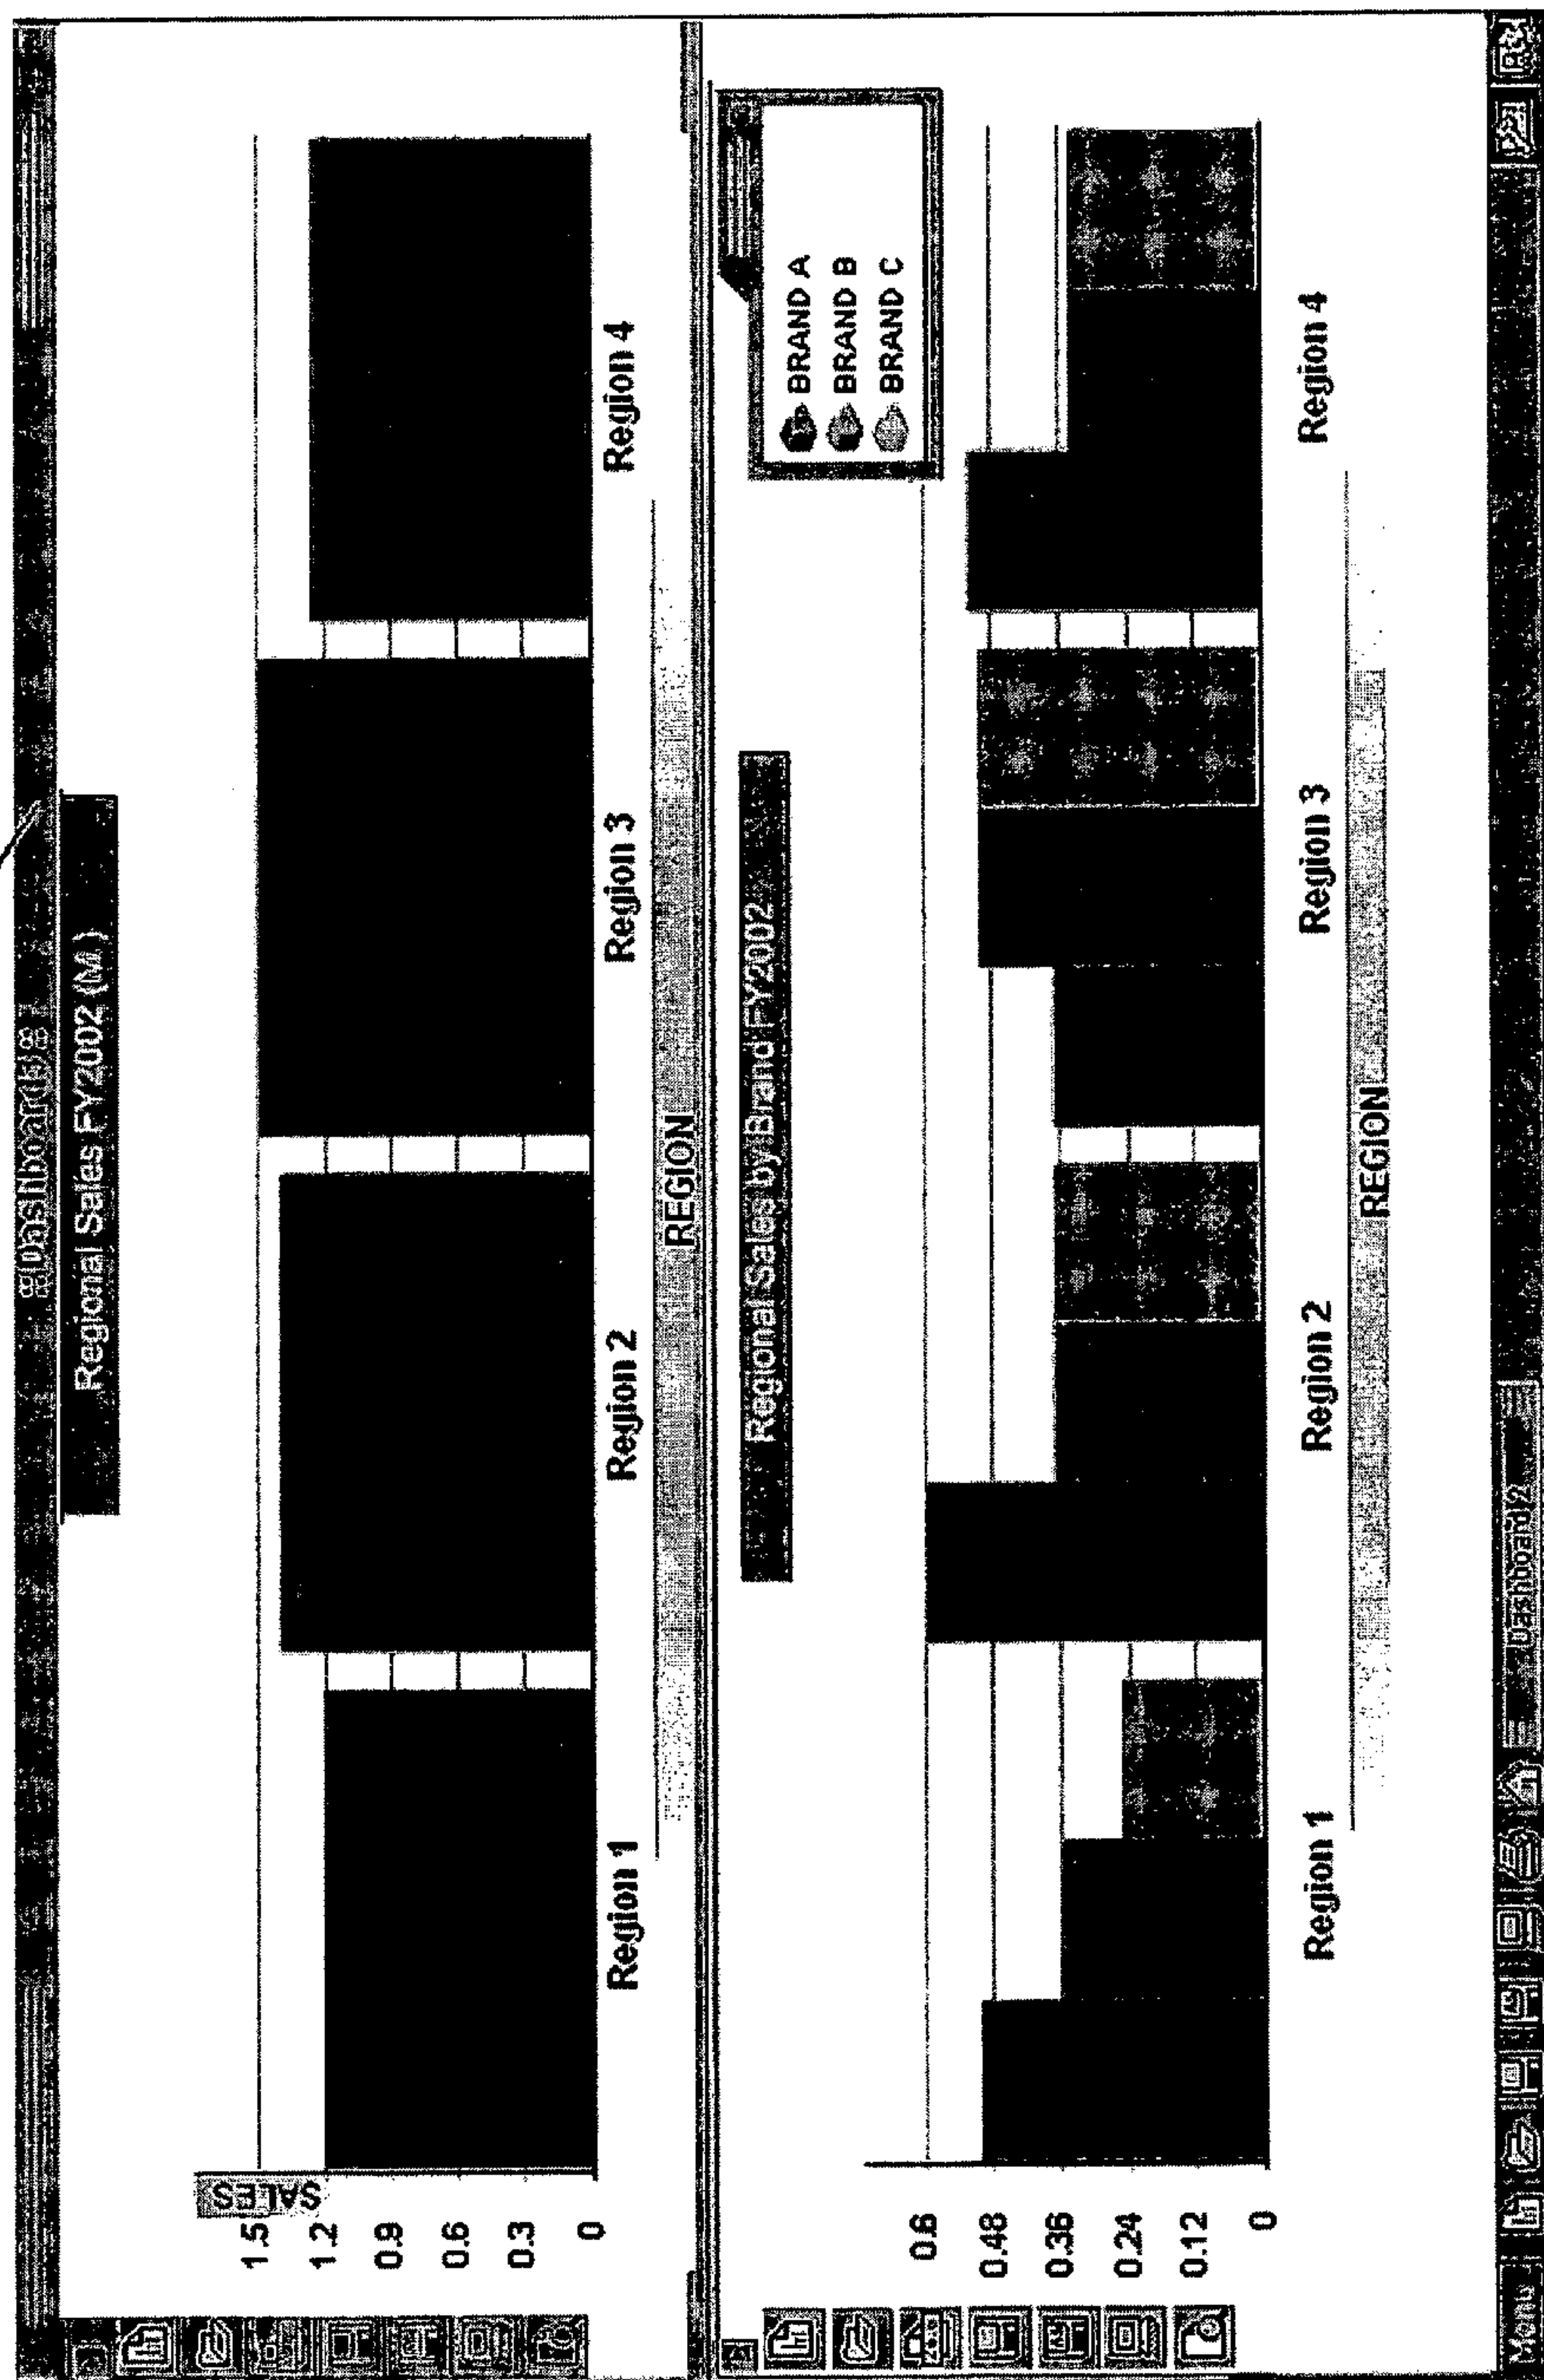 Dashboard
Regional Sales FY2002 (M)
SALES
1.5
1.2
0.9
0.6
0.3
0
Region 1 Region 2 Region 3 Region 4
REGION
Regional Sales by Brand FY2002
BRAND A
BRAND B
BRAND C
0.6
0.48
0.36
0.24
0.12
0
Region 1 Region 2 Region 3 Region 4
REGION
Menu
Dashboard 2